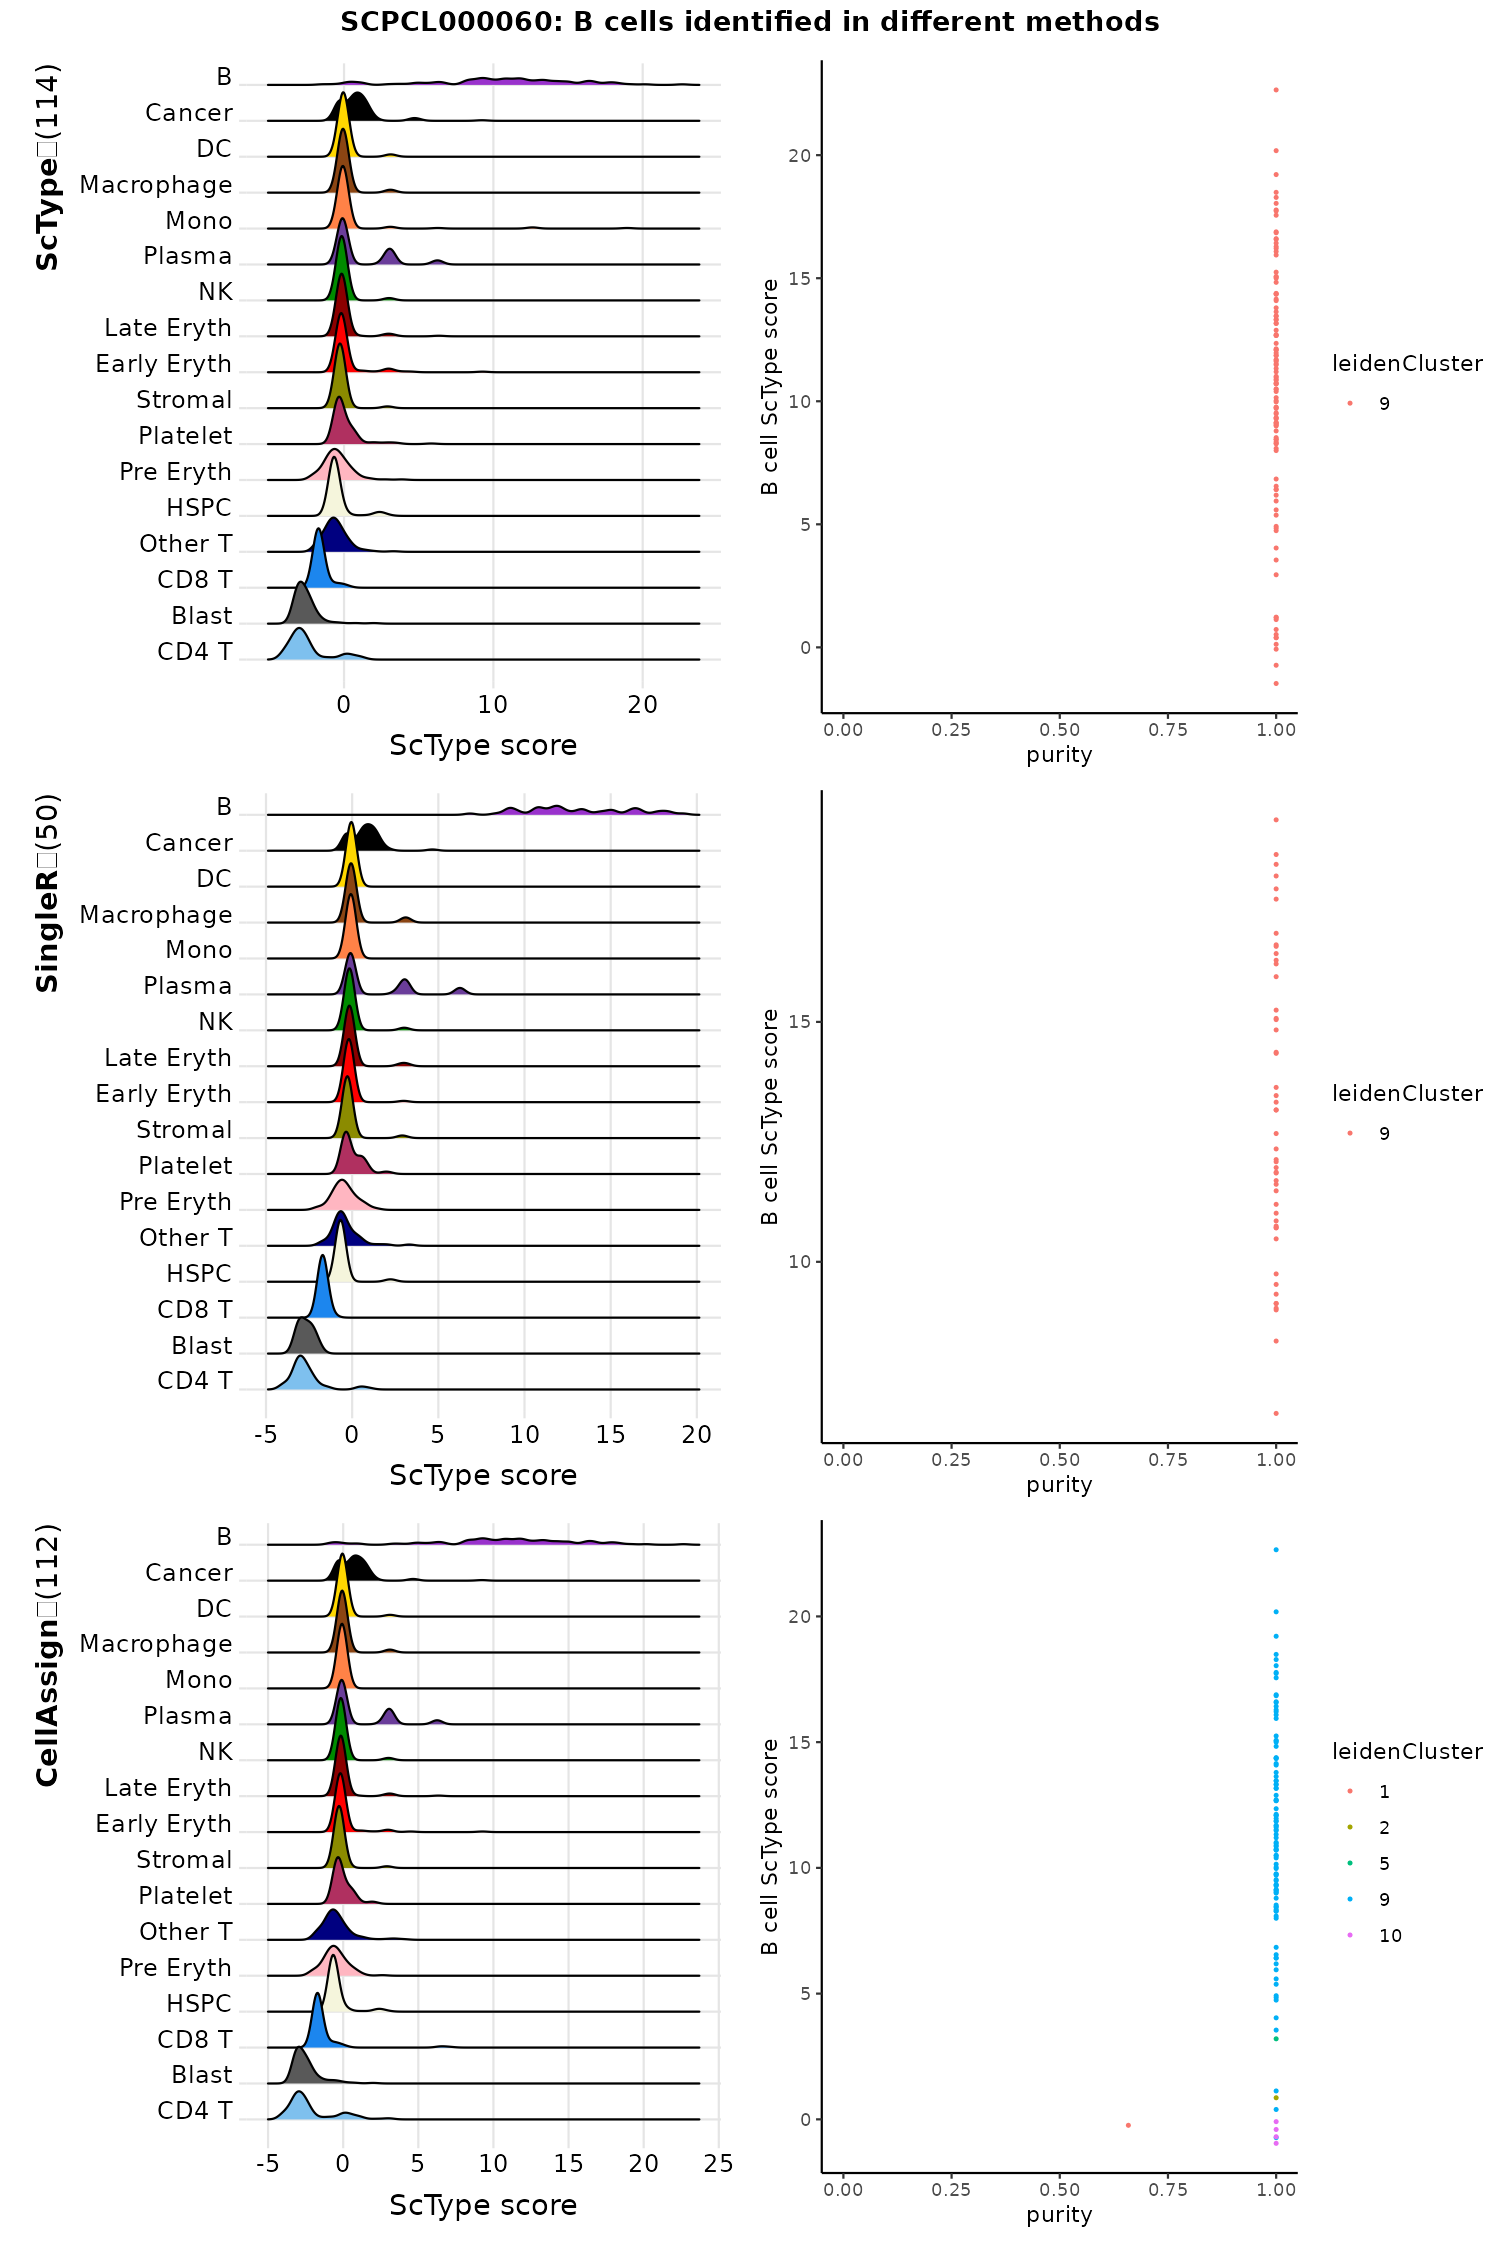 SCPCL000060: B cells identified in different methods
ScType□(114)
B
Cancer
DC
Macrophage
Mono
Plasma
NK
Late Eryth
Early Eryth
Stromal
Platelet
Pre Eryth
HSPC
Other T
CD8 T
Blast
CD4 T
0 10 20
ScType score
B cell ScType score
20
15
10
5
0
0.00 0.25 0.50 0.75 1.00
purity
leidenCluster
9
SingleR□(50)
B
Cancer
DC
Macrophage
Mono
Plasma
NK
Late Eryth
Early Eryth
Stromal
Platelet
Pre Eryth
Other T
HSPC
CD8 T
Blast
CD4 T
-5 0 5 10 15 20
ScType score
B cell ScType score
15
10
0.00 0.25 0.50 0.75 1.00
purity
leidenCluster
9
CellAssign□(112)
B
Cancer
DC
Macrophage
Mono
Plasma
NK
Late Eryth
Early Eryth
Stromal
Platelet
Other T
Pre Eryth
HSPC
CD8 T
Blast
CD4 T
-5 0 5 10 15 20 25
ScType score
B cell ScType score
20
15
10
5
0
0.00 0.25 0.50 0.75 1.00
purity
leidenCluster
1
2
5
9
10